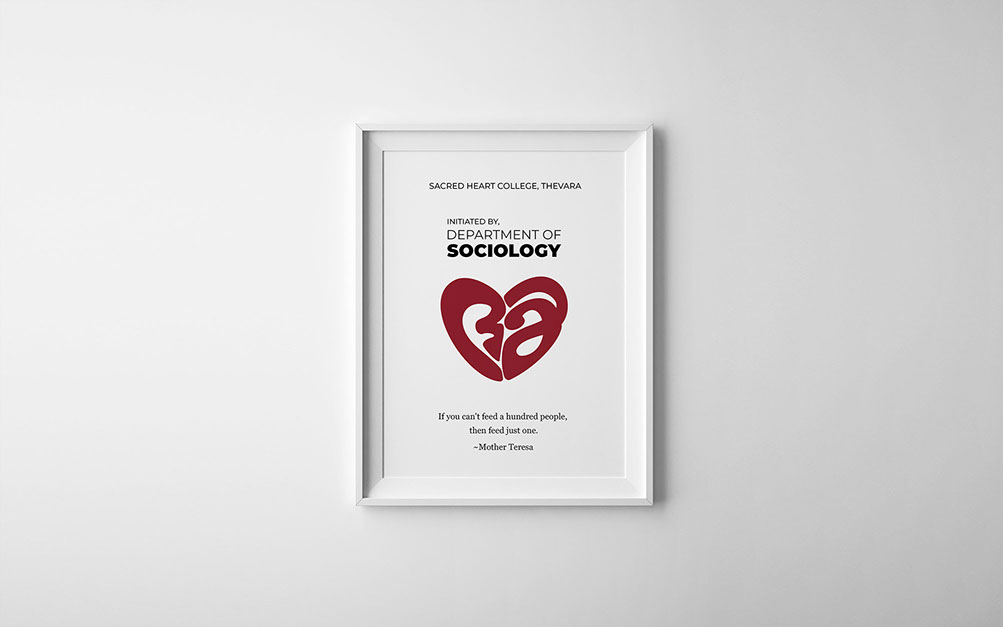 SACRED HEART COLLEGE, THEVARA
INITIATED BY,
DEPARTMENT OF
SOCIOLOGY
If you can't feed a hundred people,
then feed just one.
~Mother Teresa